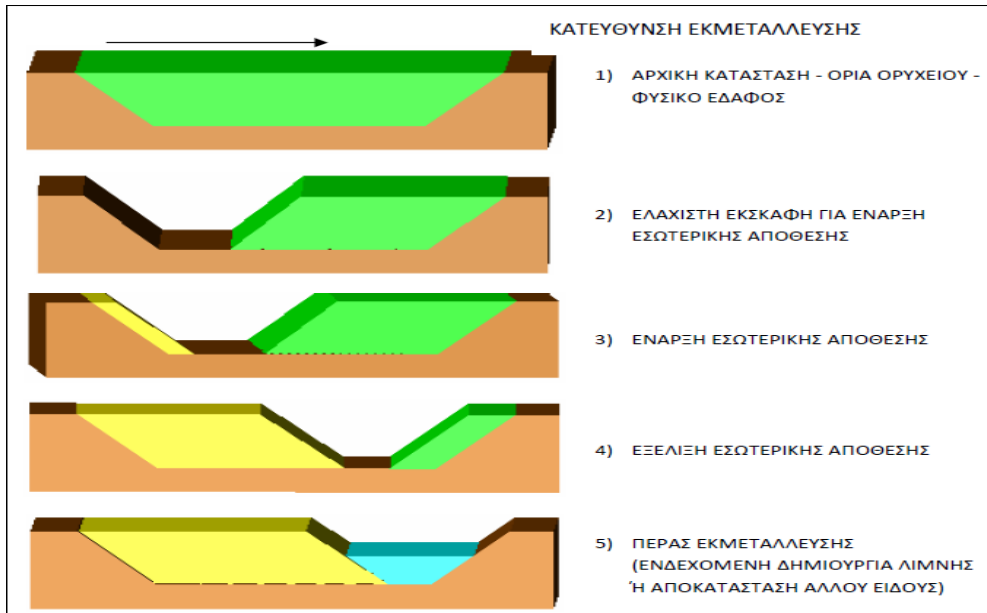 ΚΑΤΕΥΘΥΝΣΗ ΕΚΜΕΤΑΛΛΕΥΣΗΣ
1) ΑΡΧΙΚΗ ΚΑΤΑΣΤΑΣΗ - ΟΡΙΑ ΟΡΥΧΕΙΟΥ -
ΦΥΣΙΚΟ ΕΔΑΦΟΣ
2) ΕΛΑΧΙΣΤΗ ΕΚΣΚΑΦΗ ΓΙΑ ΕΝΑΡΞΗ
ΕΣΩΤΕΡΙΚΗΣ ΑΠΟΘΕΣΗΣ
3) ΕΝΑΡΞΗ ΕΣΩΤΕΡΙΚΗΣ ΑΠΟΘΕΣΗΣ
4) ΕΞΕΛΙΞΗ ΕΣΩΤΕΡΙΚΗΣ ΑΠΟΘΕΣΗΣ
5) ΠΕΡΑΣ ΕΚΜΕΤΑΛΛΕΥΣΗΣ
(ΕΝΔΕΧΟΜΕΝΗ ΔΗΜΙΟΥΡΓΙΑ ΛΙΜΝΗΣ
Ή ΑΠΟΚΑΤΑΣΤΑΣΗ ΑΛΛΟΥ ΕΙΔΟΥΣ)